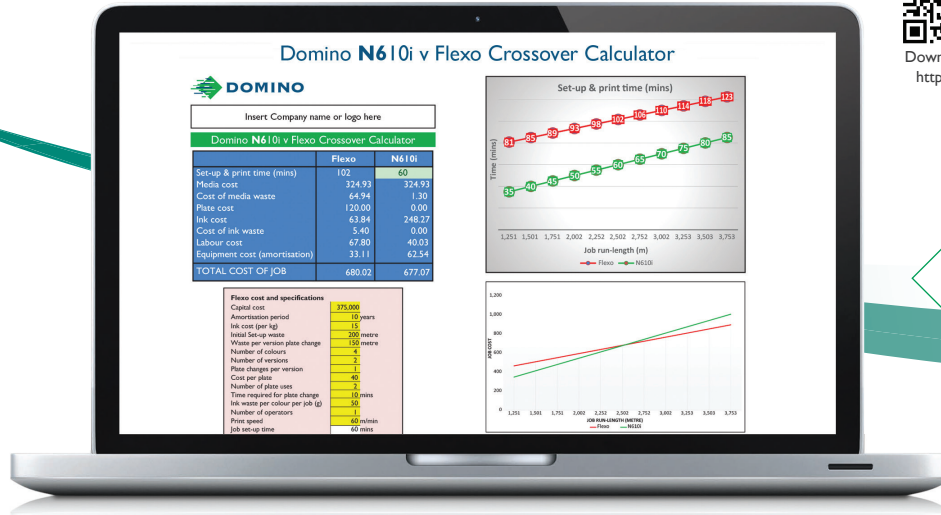 Domino N610i v Flexo Crossover Calculator
DOMINO
Insert Company name or logo here
Domino N610i v Flexo Crossover Calculator
Flexo N610i
Set-up & print time (mins) 102 60
Media cost 324.93 324.93
Cost of media waste 64.94 1.30
Plate cost 120.00 0.00
Ink cost 63.84 248.27
Cost of ink waste 5.40 0.00
Labour cost 67.80 40.03
Equipment cost (amortisation) 33.11 62.54
TOTAL COST OF JOB 680.02 677.07
Flexo cost and specifications
Capital cost 375,000
Amortisation period 10 years
Ink cost (per kg) 15
Initial Set-up waste 200 metre
Waste per version plate change 150 metre
Number of colours 4
Number of versions 2
Plate changes per version 1
Cost per plate 40
Number of plate uses 2
Time required for plate change 10 mins
Ink waste per colour per job (g) 50
Number of operators 1
Print speed 60 m/min
Job set-up time 60 mins
Set-up & print time (mins)
81 85 89 93 98 102 106 110 114 118 123
35 40 45 50 55 60 65 70 75 80 85
Time (mins)
1,251 1,501 1,751 2,002 2,252 2,502 2,752 3,002 3,253 3,503 3,753
Job run-length (m)
Flexo N610i
1,200
1,000
800
600
400
200
0
JOB COST
1,251 1,501 1,751 2,002 2,252 2,502 2,752 3,002 3,253 3,503 3,753
JOB RUN-LENGTH (METRE)
Flexo N610i
Down
http